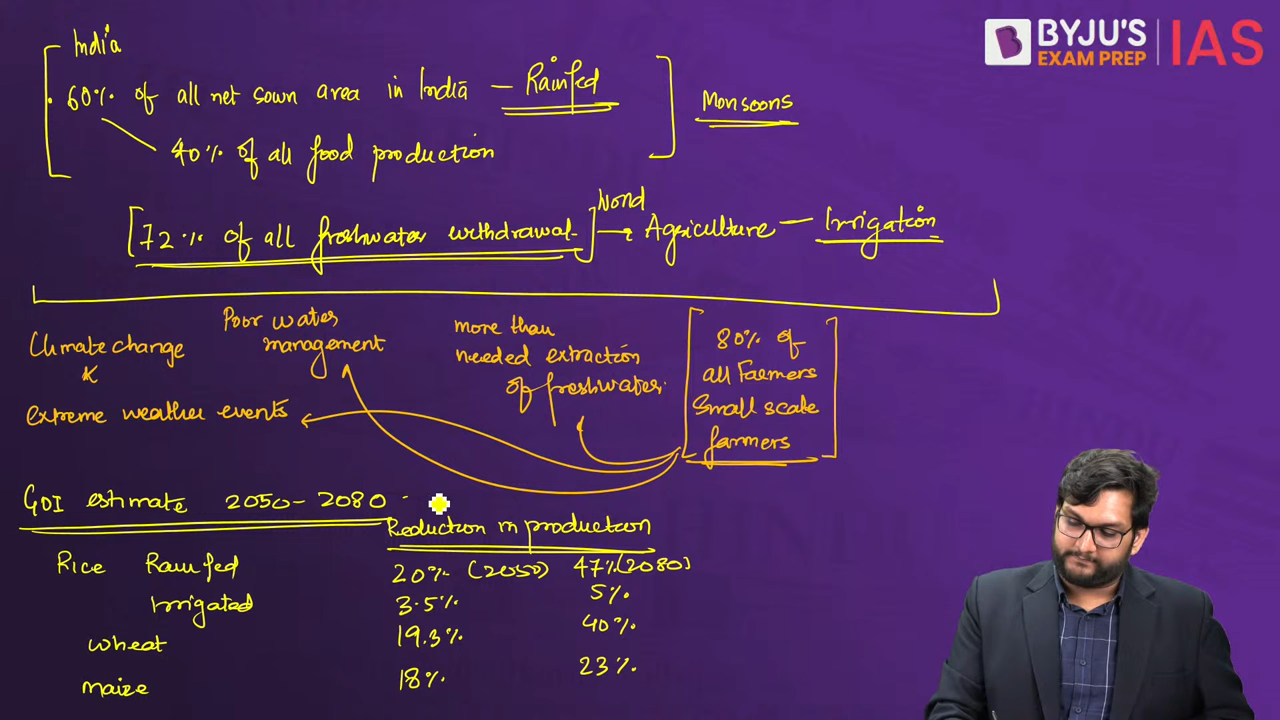 BYJU'S
EXAM PREP
IAS
India
60% of all net sown area in India — Rainfed
40% of all food production
Monsoons
72% of all freshwater withdrawal
World
Agriculture — Irrigation
Climate change
&
extreme weather events
Poor water
management
more than
needed extraction
of freshwater
80% of
all Farmers
Small scale
farmers
GOI estimate 2050-2080
Reduction in production
Rice Rainfed 20% (2050) 47% (2080)
Irrigated 3.5% 5%
wheat 19.3% 40%
maize 18% 23%